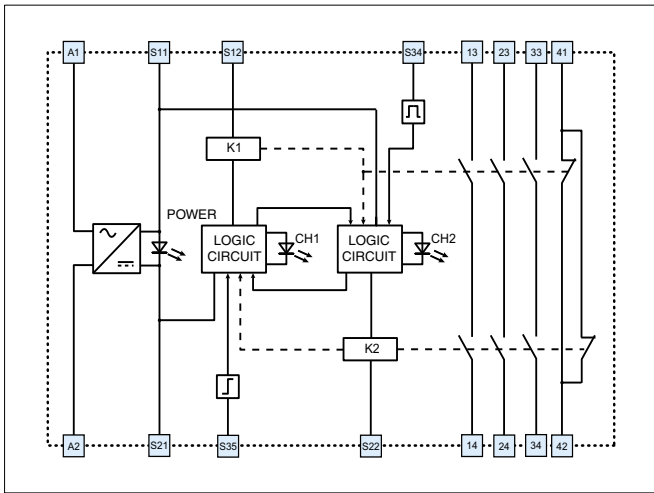 A1 S11 S12 S34 13 23 33 41
K1
POWER
LOGIC
CIRCUIT
CH1
LOGIC
CIRCUIT
CH2
K2
A2 S21 S35 S22 14 24 34 42